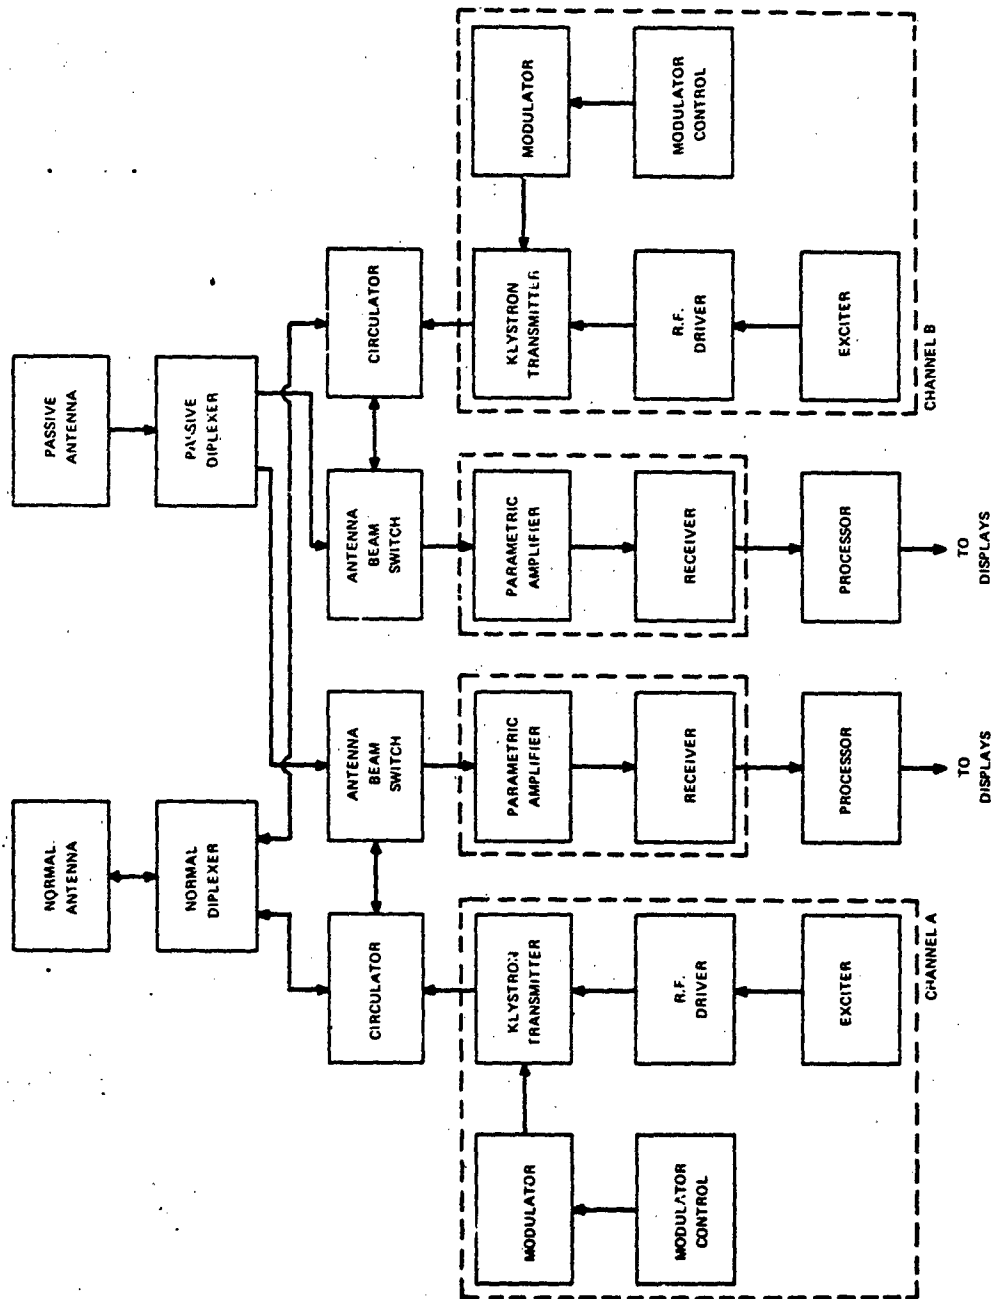 NORMAL
ANTENNA
PASSIVE
ANTENNA
NORMAL
DIPLEXER
PASSIVE
DIPLEXER
CIRCULATOR
ANTENNA
BEAM
SWITCH
ANTENNA
BEAM
SWITCH
CIRCULATOR
MODULATOR
KLYSTRON
TRANSMITTER
PARAMETRIC
AMPLIFIER
PARAMETRIC
AMPLIFIER
KLYSTRON
TRANSMITTER
MODULATOR
MODULATOR
CONTROL
R.F.
DRIVER
RECEIVER
RECEIVER
R.F.
DRIVER
MODULATOR
CONTROL
EXCITER
PROCESSOR
PROCESSOR
EXCITER
CHANNEL A
TO
DISPLAYS
TO
DISPLAYS
CHANNEL B